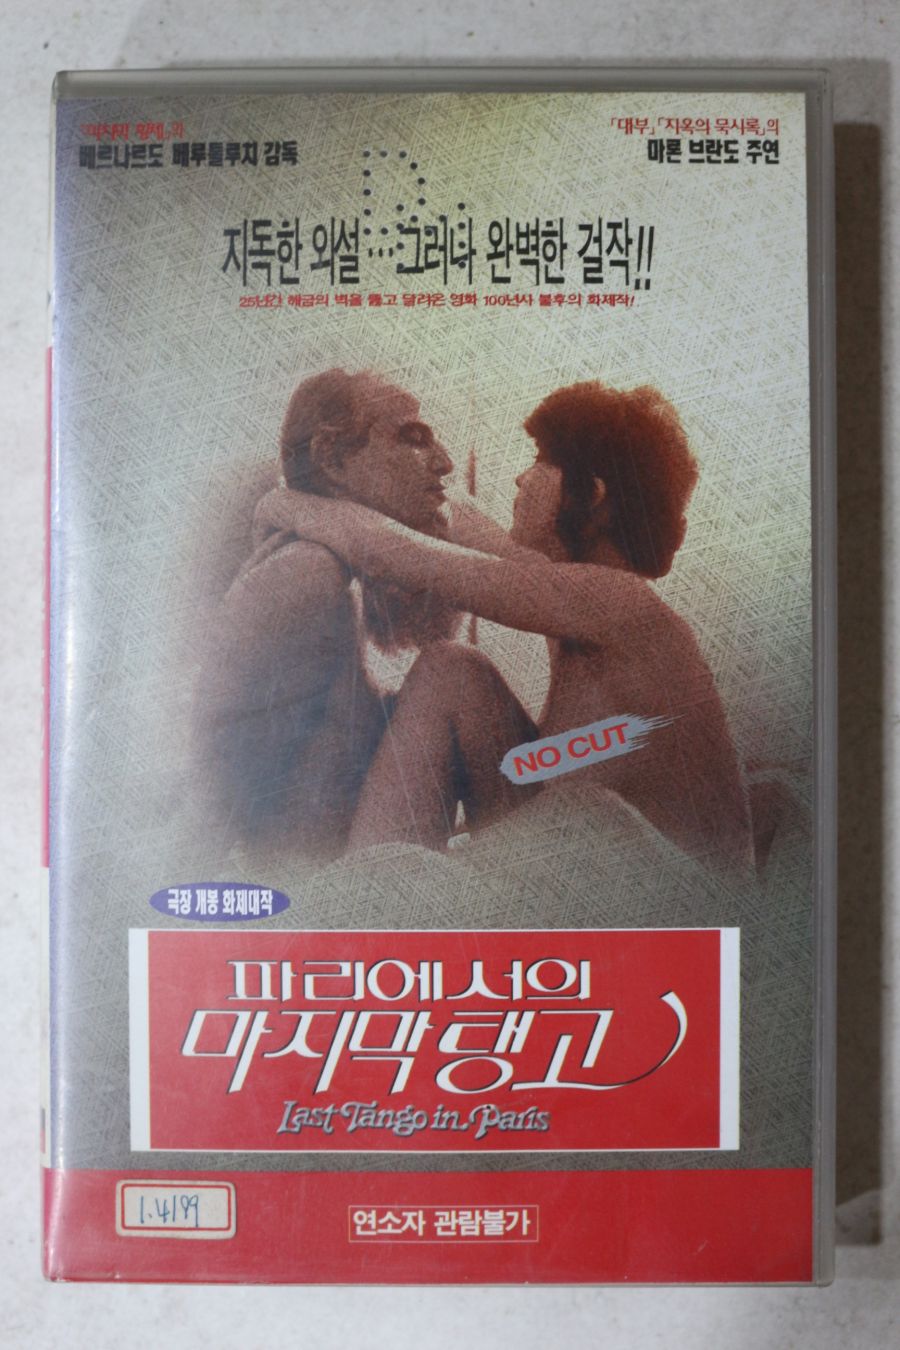 「마지막 황제」의
베르나르도 베루툴루치 감독
「대부」「지옥의 묵시록」의
마론 브란도 주연
지독한 외설···그러나 완벽한 걸작!!
25년간 해금의 벽을 뚫고 달려온 영화 100년사 불후의 화제작!
NO CUT
극장 개봉 화제대작
파리에서의
마지막 탱고
Last Tango in Paris
1.4189
연소자 관람불가